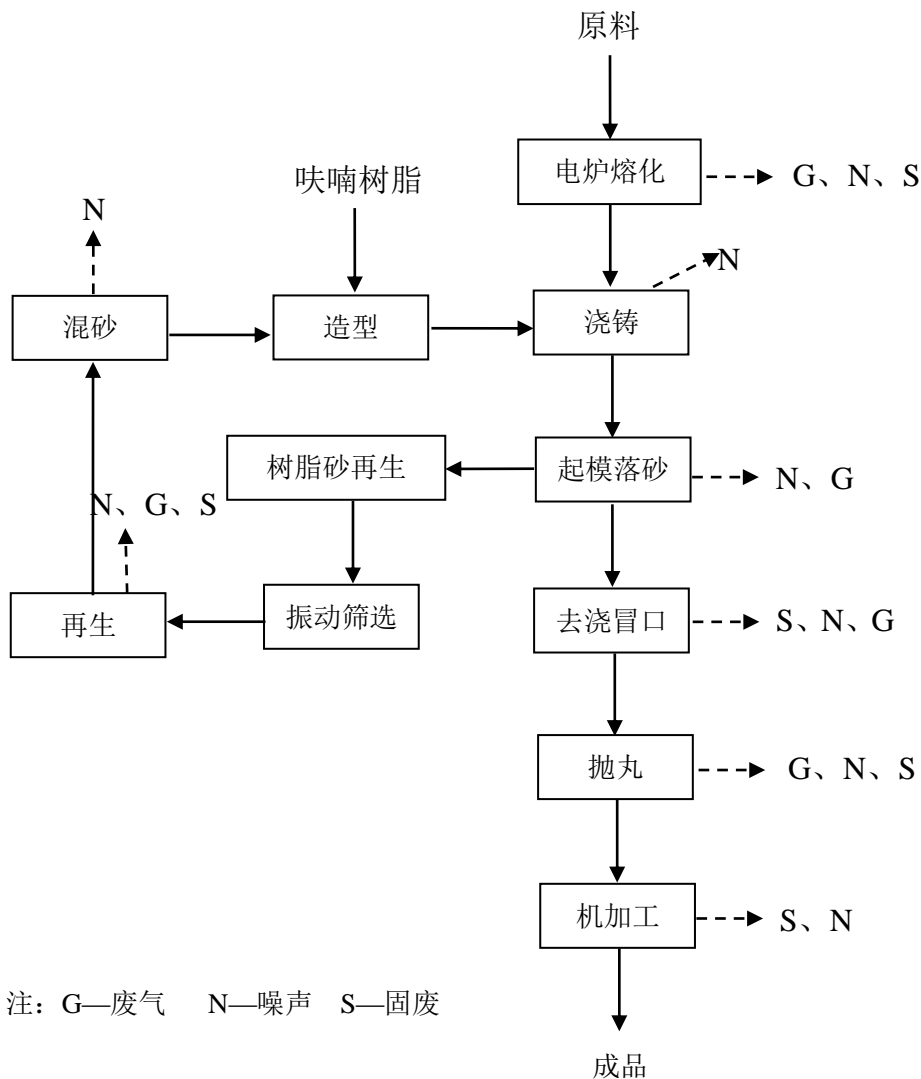 原料
电炉熔化
G、N、S
呋喃树脂
N
N
混砂
造型
浇铸
树脂砂再生
起模落砂
N、G
N、G、S
再生
振动筛选
去浇冒口
S、N、G
抛丸
G、N、S
机加工
S、N
注：G—废气 N—噪声 S—固废
成品